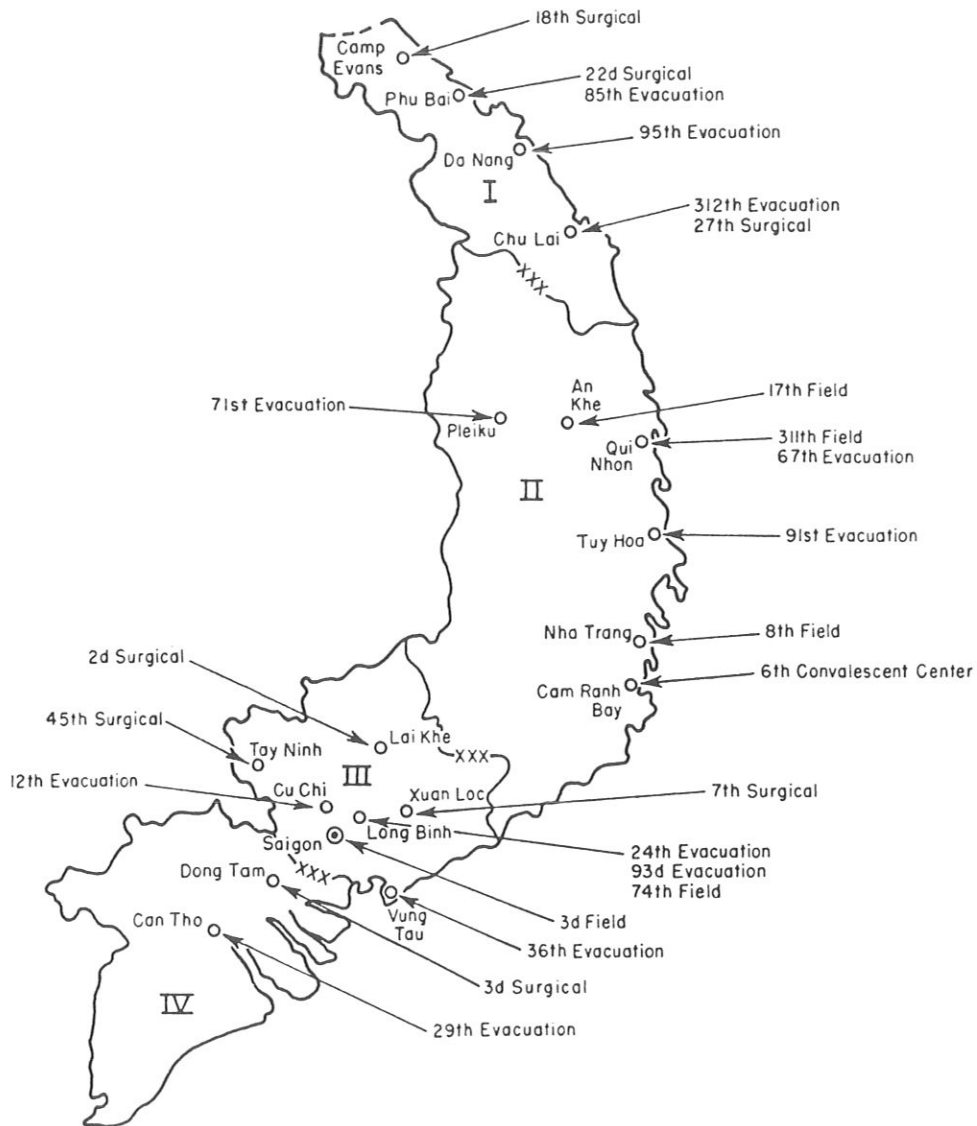 18th Surgical
Camp
Evans
22d Surgical
85th Evacuation
Phu Bai
95th Evacuation
Da Nang
I
312th Evacuation
27th Surgical
Chu Lai
XXX
An
Khe
17th Field
71st Evacuation
Pleiku
Qui
Nhon
311th Field
67th Evacuation
II
Tuy Hoa
91st Evacuation
Nha Trang
8th Field
2d Surgical
6th Convalescent Center
Cam Ranh
Bay
45th Surgical
Lai Khe
XXX
Tay Ninh
III
12th Evacuation
Cu Chi
Xuan Loc
7th Surgical
Long Binh
Saigon
24th Evacuation
93d Evacuation
74th Field
XXX
Dong Tam
Vung
Tau
3d Field
Can Tho
36th Evacuation
3d Surgical
IV
29th Evacuation